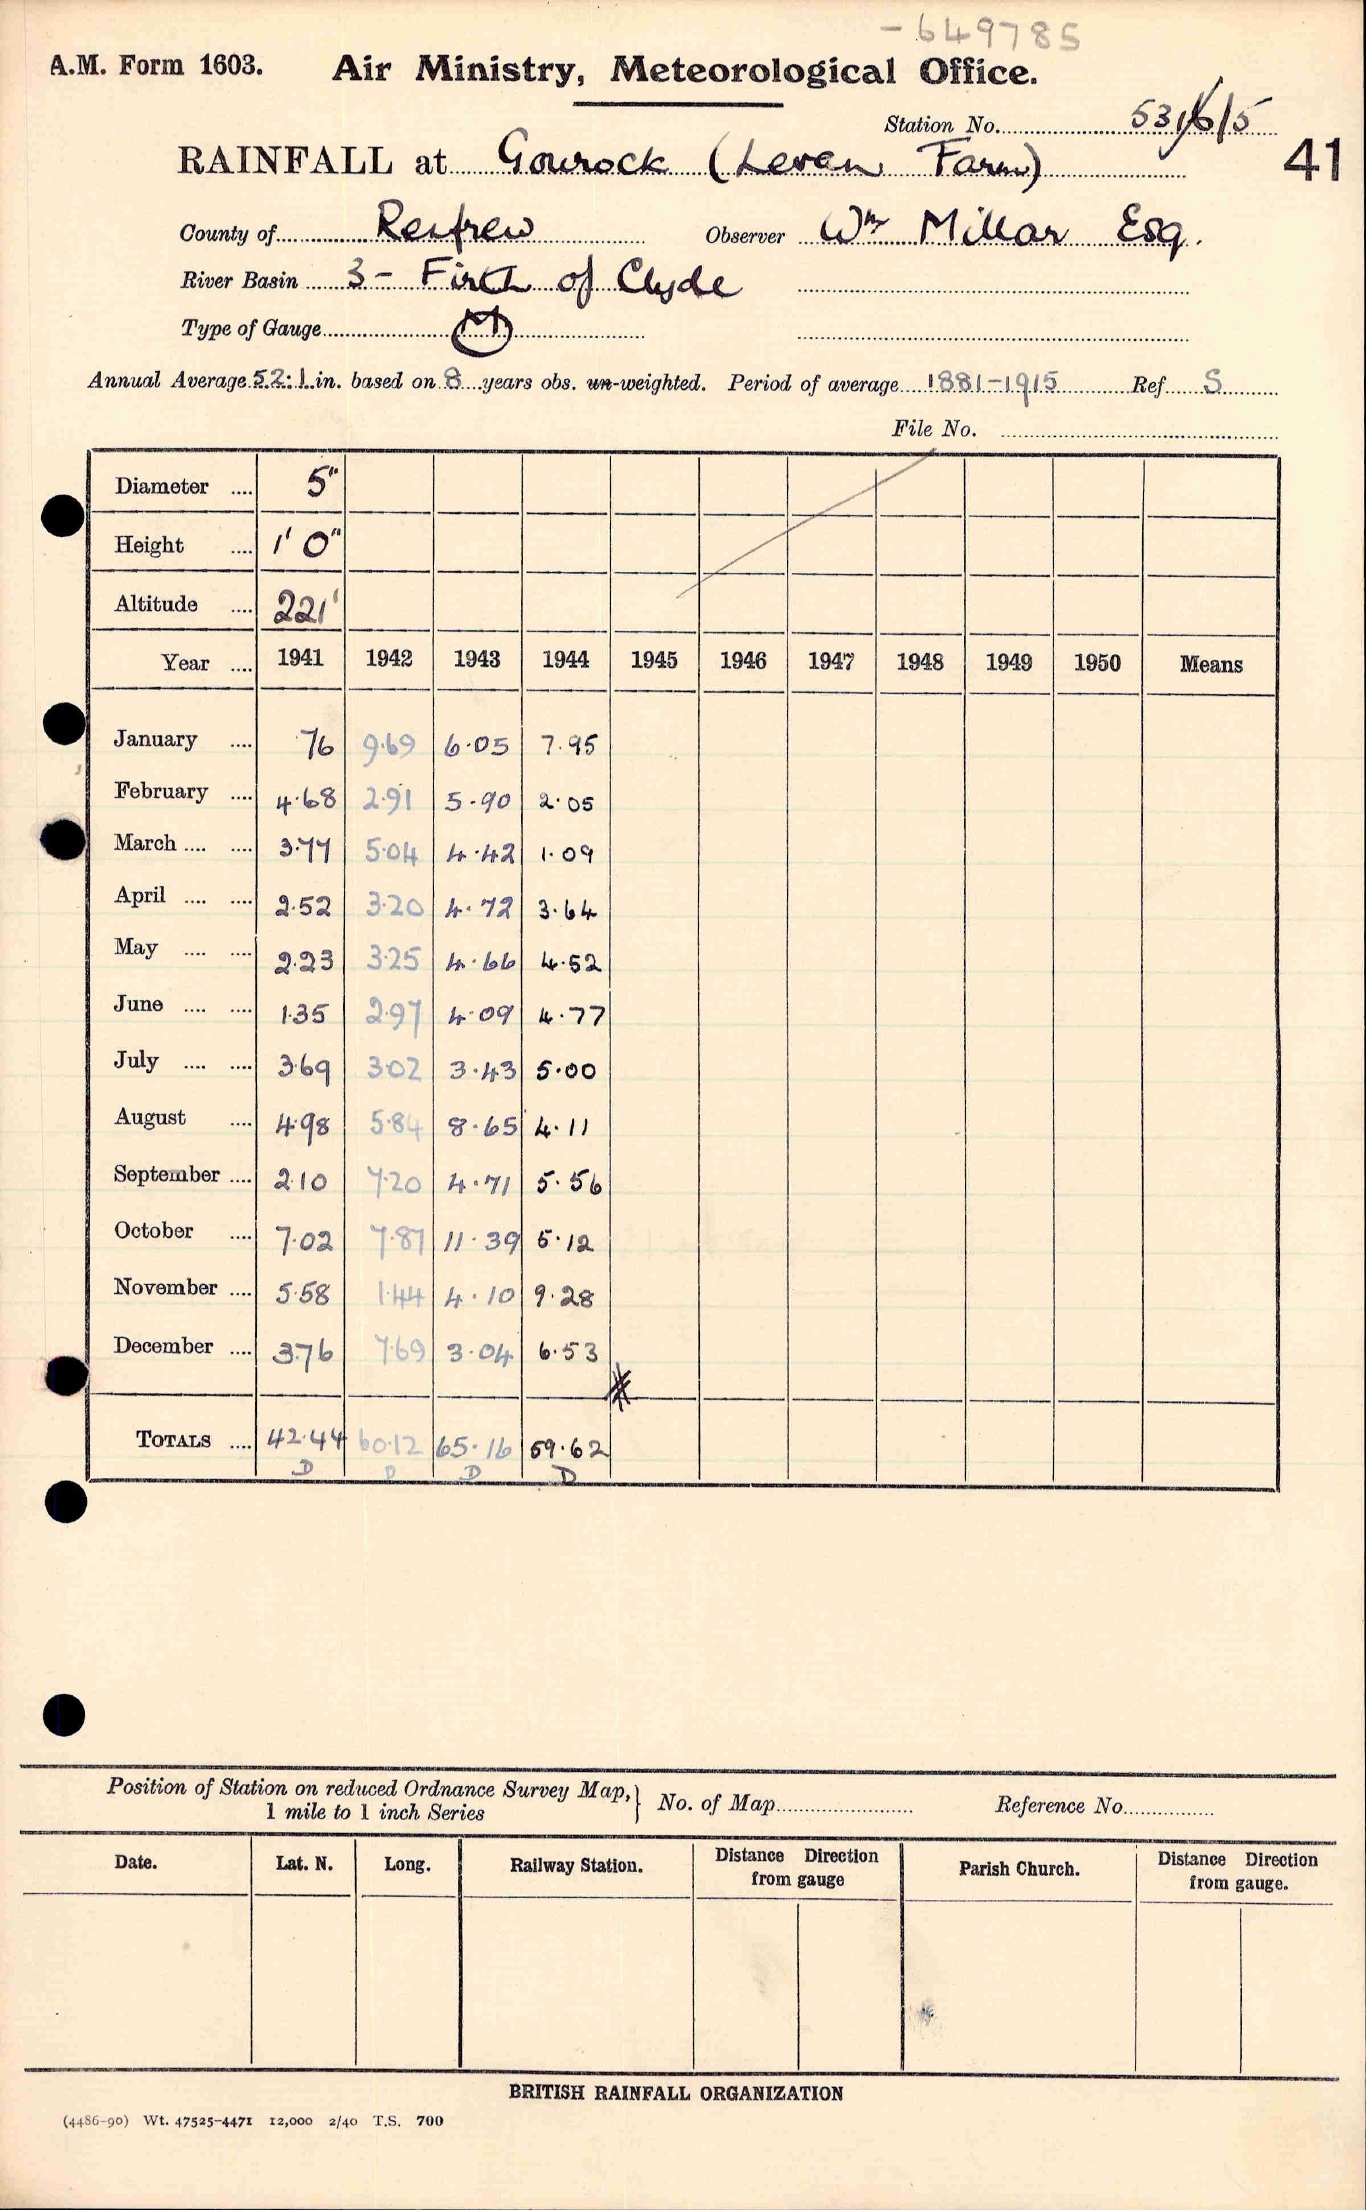 -649785
A.M. Form 1603. Air Ministry, Meteorological Office.
Station No. 531/6/5
RAINFALL at Gourock (Leven Farm) 41
County of Renfrew Observer Wm Millar Esq.
River Basin 3- Firth of Clyde
Type of Gauge M
Annual Average 52.1 in. based on 8 years obs. un-weighted. Period of average 1881-1915 Ref S
File No.
Diameter .... 5"
Height .... 1' 0"
Altitude .... 221'
Year .... 1941 1942 1943 1944 1945 1946 1947 1948 1949 1950 Means
January .... .76 9.69 6.05 7.95
February .... 4.68 2.91 5.90 2.05
March .... .... 3.77 5.04 4.42 1.09
April .... .... 2.52 3.20 4.72 3.64
May .... .... 2.23 3.25 4.66 4.52
June .... .... 1.35 2.97 4.09 4.77
July .... .... 3.69 3.02 3.43 5.00
August .... 4.98 5.84 8.65 4.11
September .... 2.10 7.20 4.71 5.56
October .... 7.02 7.87 11.39 5.12
November .... 5.58 1.44 4.10 9.28
December .... 3.76 7.69 3.04 6.53
TOTALS .... 42.44 60.12 65.16 59.62
D D D D
Position of Station on reduced Ordnance Survey Map, 1 mile to 1 inch Series } No. of Map Reference No.
Date. Lat. N. Long. Railway Station. Distance Direction from gauge Parish Church. Distance Direction from gauge.
BRITISH RAINFALL ORGANIZATION
(4486-90) Wt. 47525-4471 12,000 2/40 T.S. 700